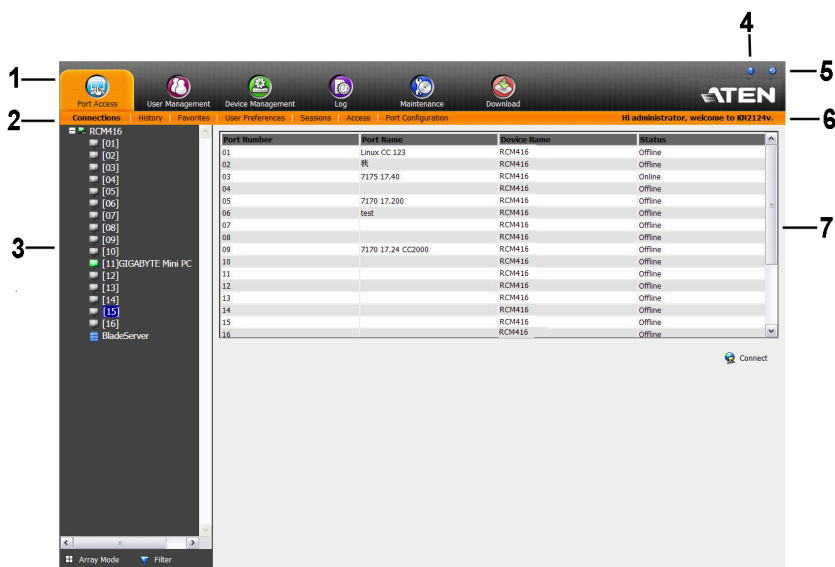 4
1
5
ATEN
Port Access User Management Device Management Log Maintenance Download
2
Connections | History | Favorites | User Preferences | Sessions | Access | Port Configuration
Hi administrator, welcome to KN2124v.
6
3
RCM416
[01]
[02]
[03]
[04]
[05]
[06]
[07]
[08]
[09]
[10]
[11]GIGABYTE Mini PC
[12]
[13]
[14]
[15]
[16]
BladeServer
Array Mode Filter
Port Number Port Name Device Name Status
01 Linux CC 123 RCM416 Offline
02 我 RCM416 Offline
03 7175 17.40 RCM416 Online
04 RCM416 Offline
05 7170 17.200 RCM416 Offline
06 test RCM416 Offline
07 RCM416 Offline
08 RCM416 Offline
09 7170 17.24 CC2000 RCM416 Offline
10 RCM416 Offline
11 RCM416 Offline
12 RCM416 Offline
13 RCM416 Offline
14 RCM416 Offline
15 RCM416 Offline
16 RCM416 Offline
7
Connect